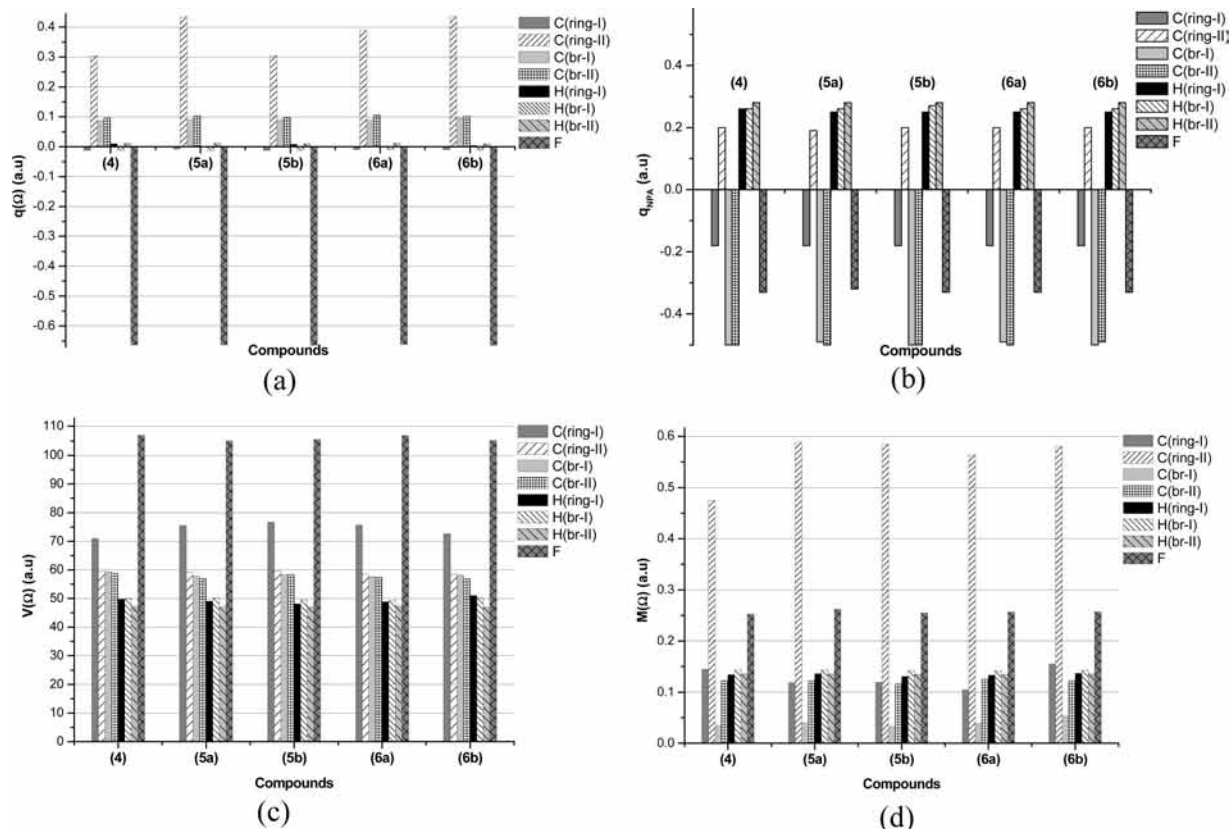 q(Ω) (a.u)
0.4
0.3
0.2
0.1
0.0
-0.1
-0.2
-0.3
-0.4
-0.5
-0.6
(4)
(5a)
(5b)
(6a)
(6b)
Compounds
C(ring-I)
C(ring-II)
C(br-I)
C(br-II)
H(ring-I)
H(br-I)
H(br-II)
F
(a)
qNPA (a.u)
0.4
0.2
0.0
-0.2
-0.4
(4)
(5a)
(5b)
(6a)
(6b)
Compounds
C(ring-I)
C(ring-II)
C(br-I)
C(br-II)
H(ring-I)
H(br-I)
H(br-II)
F
(b)
V(Ω) (a.u)
110
100
90
80
70
60
50
40
30
20
10
0
(4)
(5a)
(5b)
(6a)
(6b)
Compounds
C(ring-I)
C(ring-II)
C(br-I)
C(br-II)
H(ring-I)
H(br-I)
H(br-II)
F
(c)
M(Ω) (a.u)
0.6
0.5
0.4
0.3
0.2
0.1
0.0
(4)
(5a)
(5b)
(6a)
(6b)
Compounds
C(ring-I)
C(ring-II)
C(br-I)
C(br-II)
H(ring-I)
H(br-I)
H(br-II)
F
(d)